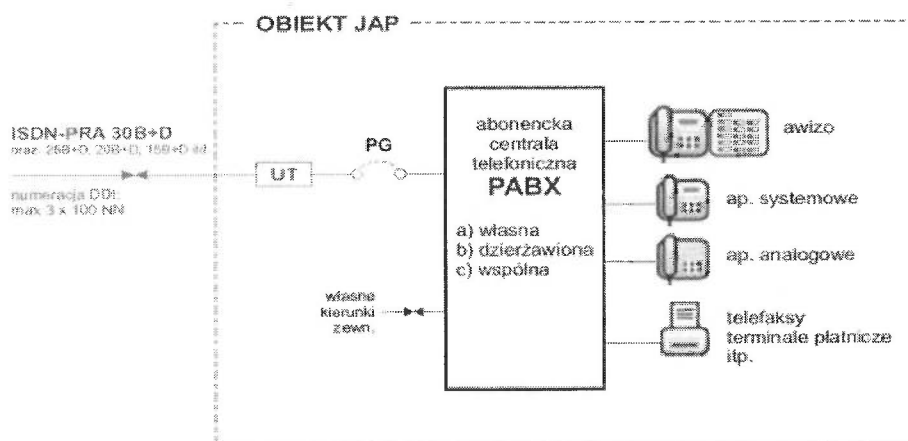 OBIEKT JAP
ISDN-PRA 30B+D
oraz 25B+D, 20B+D, 15B+D itd
numeracja DDI,
max 3 x 100 NN
UT
PG
abonencka
centrala
telefoniczna
PABX
a) własna
b) dzierżawiona
c) wspólna
własne
kierunki
zewn.
awizo
ap. systemowe
ap. analogowe
telefaksy
terminale płatnicze
itp.